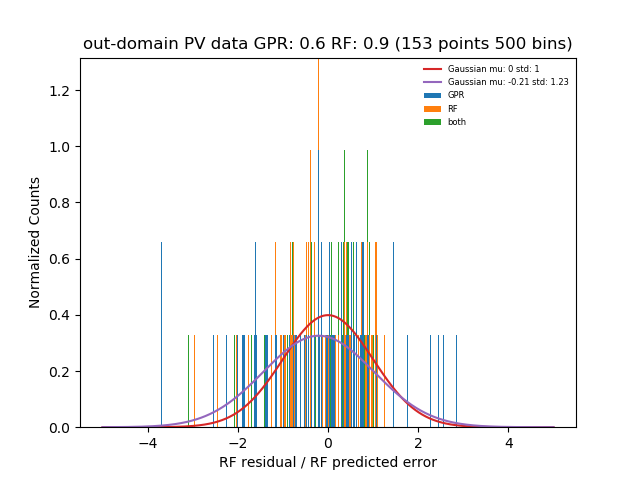 out-domain PV data GPR: 0.6 RF: 0.9 (153 points 500 bins)
Gaussian mu: 0 std: 1
Gaussian mu: -0.21 std: 1.23
GPR
RF
both
Normalized Counts
1.2
1.0
0.8
0.6
0.4
0.2
0.0
−4 −2 0 2 4
RF residual / RF predicted error